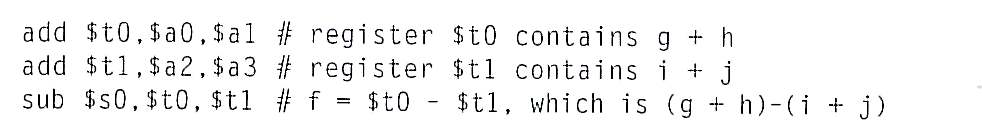 add $t0,$a0,$a1 # register $t0 contains g + h
add $t1,$a2,$a3 # register $t1 contains i + j
sub $s0,$t0,$t1 # f = $t0 - $t1, which is (g + h)-(i + j)